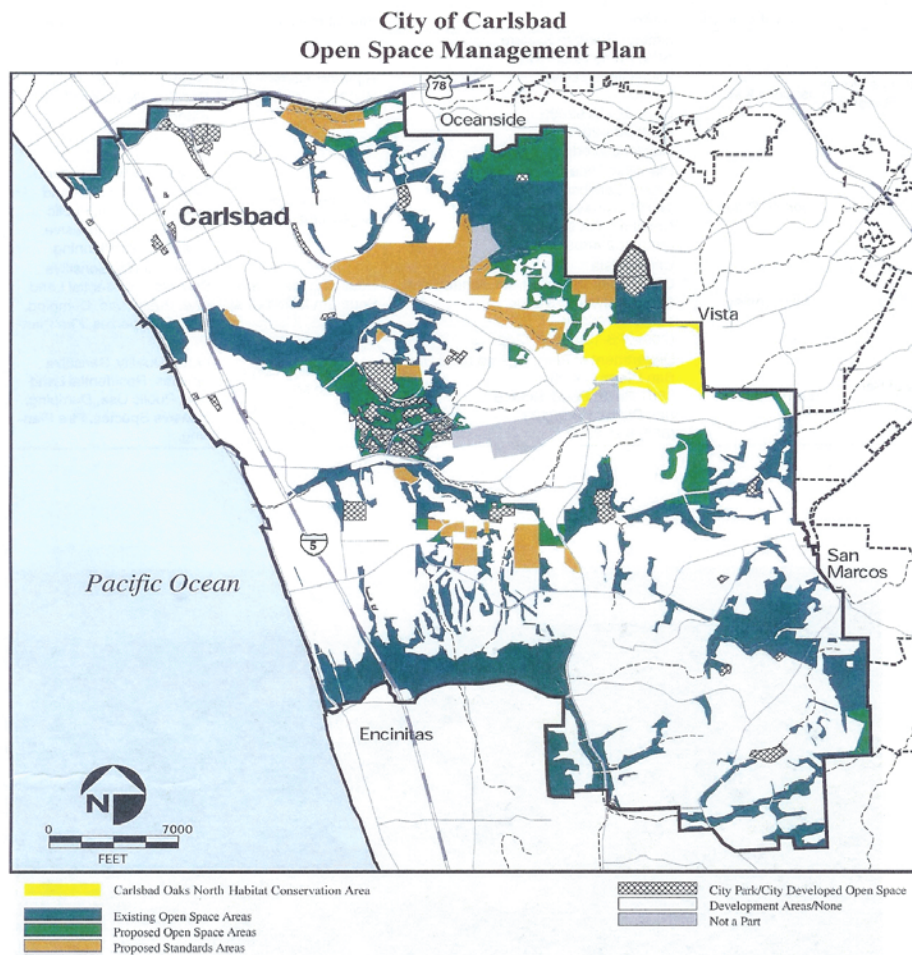 City of Carlsbad
Open Space Management Plan
78
Oceanside
Carlsbad
Vista
5
San
Marcos
Pacific Ocean
Encinitas
N
0 7000
FEET
Carlsbad Oaks North Habitat Conservation Area
Existing Open Space Areas
Proposed Open Space Areas
Proposed Standards Areas
City Park/City Developed Open Space
Development Areas/None
Not a Part